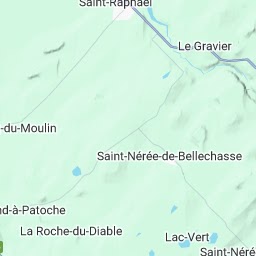 Saint-Raphaël
Le Gravier
-du-Moulin
Saint-Nérée-de-Bellechasse
nd-à-Patoche
La Roche-du-Diable
Lac-Vert
Saint-Néré